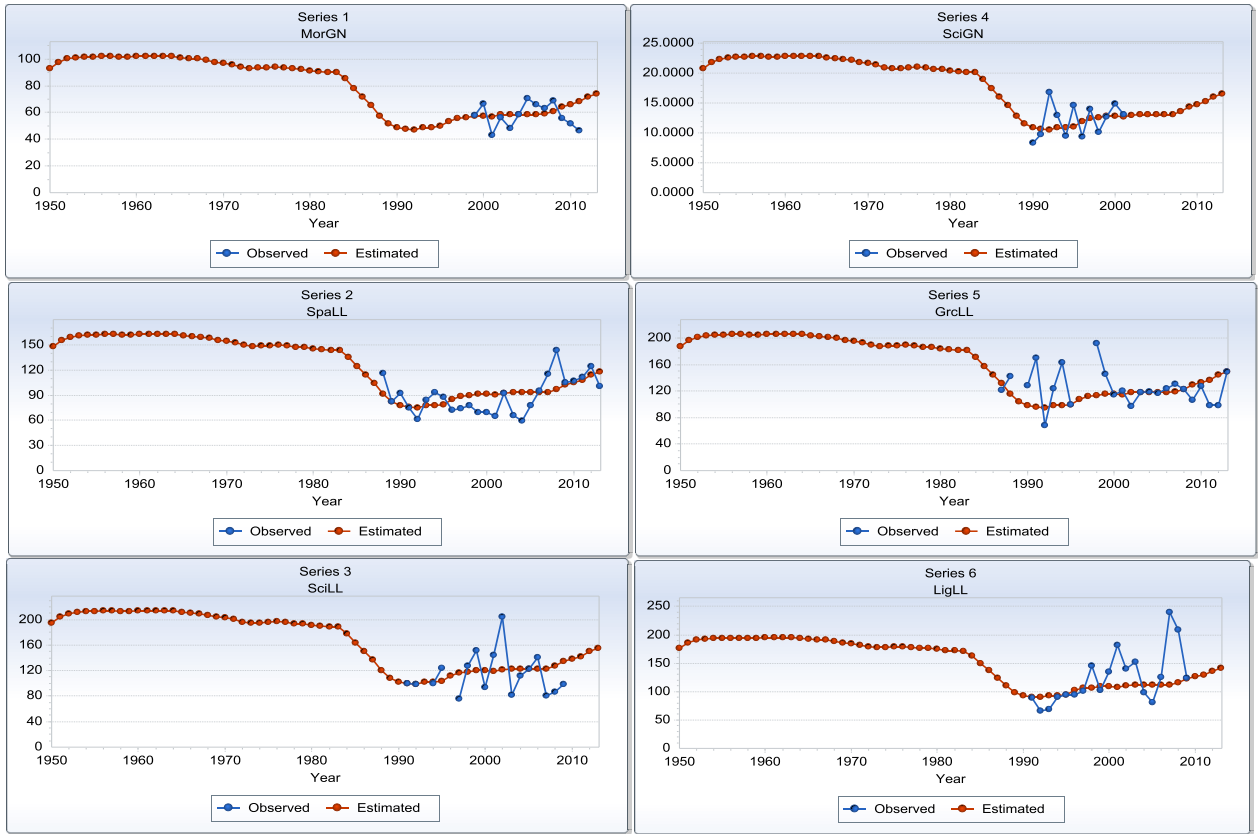 Series 1
MorGN
100
80
60
40
20
0
1950 1960 1970 1980 1990 2000 2010
Year
Observed Estimated
Series 4
SciGN
25.0000
20.0000
15.0000
10.0000
5.0000
0.0000
1950 1960 1970 1980 1990 2000 2010
Year
Observed Estimated
Series 2
SpaLL
150
120
90
60
30
0
1950 1960 1970 1980 1990 2000 2010
Year
Observed Estimated
Series 5
GrcLL
200
160
120
80
40
0
1950 1960 1970 1980 1990 2000 2010
Year
Observed Estimated
Series 3
SciLL
200
160
120
80
40
0
1950 1960 1970 1980 1990 2000 2010
Year
Observed Estimated
Series 6
LigLL
250
200
150
100
50
0
1950 1960 1970 1980 1990 2000 2010
Year
Observed Estimated